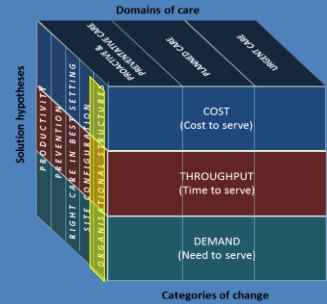 Domains of care
PROACTIVE &
PREVENTATIVE CARE
PLANNED CARE
URGENT CARE
Solution hypotheses
PRODUCTIVITY
PREVENTION
RIGHT CARE IN BEST SETTING
SITE CONFIGURATION
ORGANISATIONAL STRUCTURES
COST
(Cost to serve)
THROUGHPUT
(Time to serve)
DEMAND
(Need to serve)
Categories of change